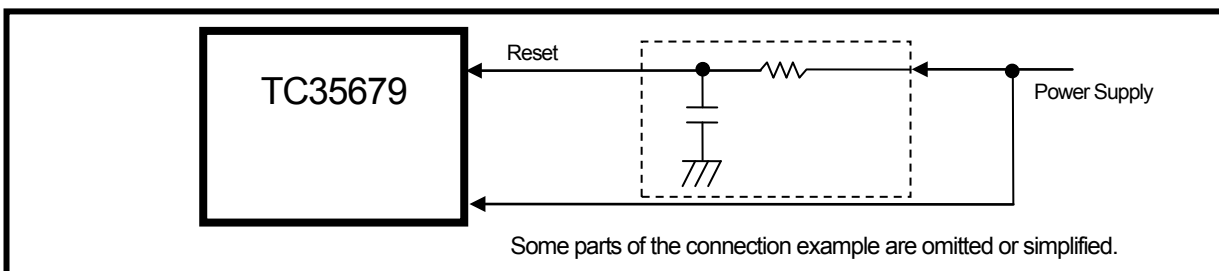 Reset
TC35679
Power Supply
Some parts of the connection example are omitted or simplified.